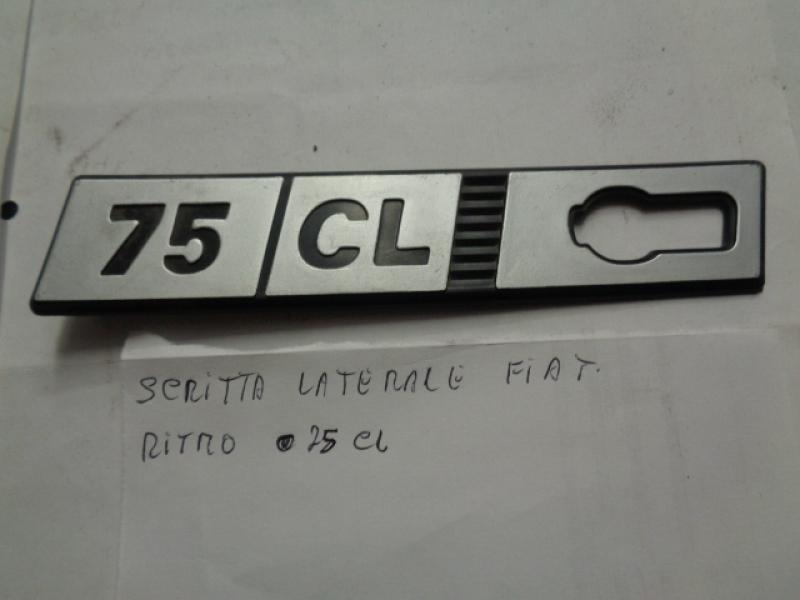 75 CL
SCRITTA LATERALE FIAT.
RITMO 75 CL